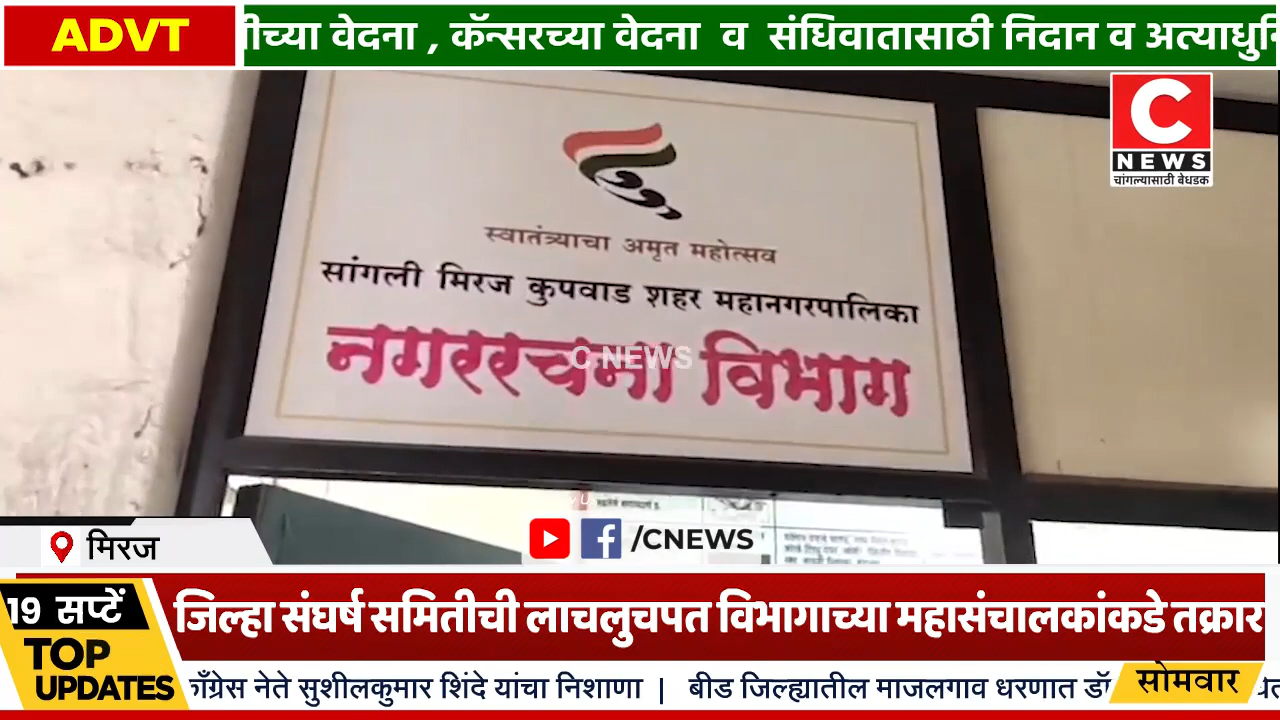 ADVT
वेदना , कॅन्सरच्या वेदना व संधिवातासाठी निदान व
C
NEWS
चांगल्यासाठी बेधडक
स्वातंत्र्याचा अमृत महोत्सव
सांगली मिरज कुपवाड शहर महानगरपालिका
नगररचना विभाग
C NEWS
/CNEWS
मिरज
19 सप्टें
जिल्हा संघर्ष समितीची लाचलुचपत विभागाच्या महासंचालकांकडे तक्रार
TOP
UPDATES
नेते सुशीलकुमार शिंदे यांचा निशाणा | बीड जिल्ह्यातील माजलगाव धरणात
सोमवार